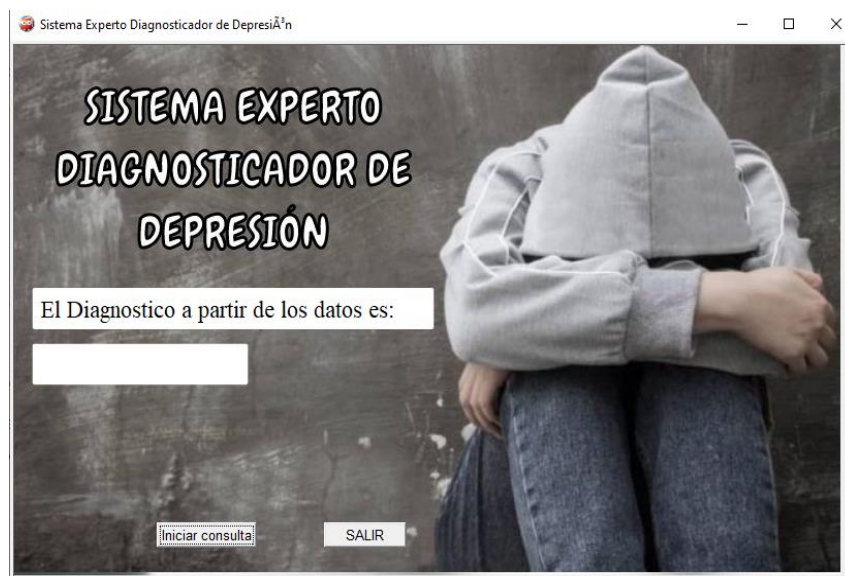 Sistema Experto Diagnosticador de DepresiÃ³n
SISTEMA EXPERTO
DIAGNOSTICADOR DE
DEPRESIÓN
El Diagnostico a partir de los datos es:
Iniciar consulta
SALIR